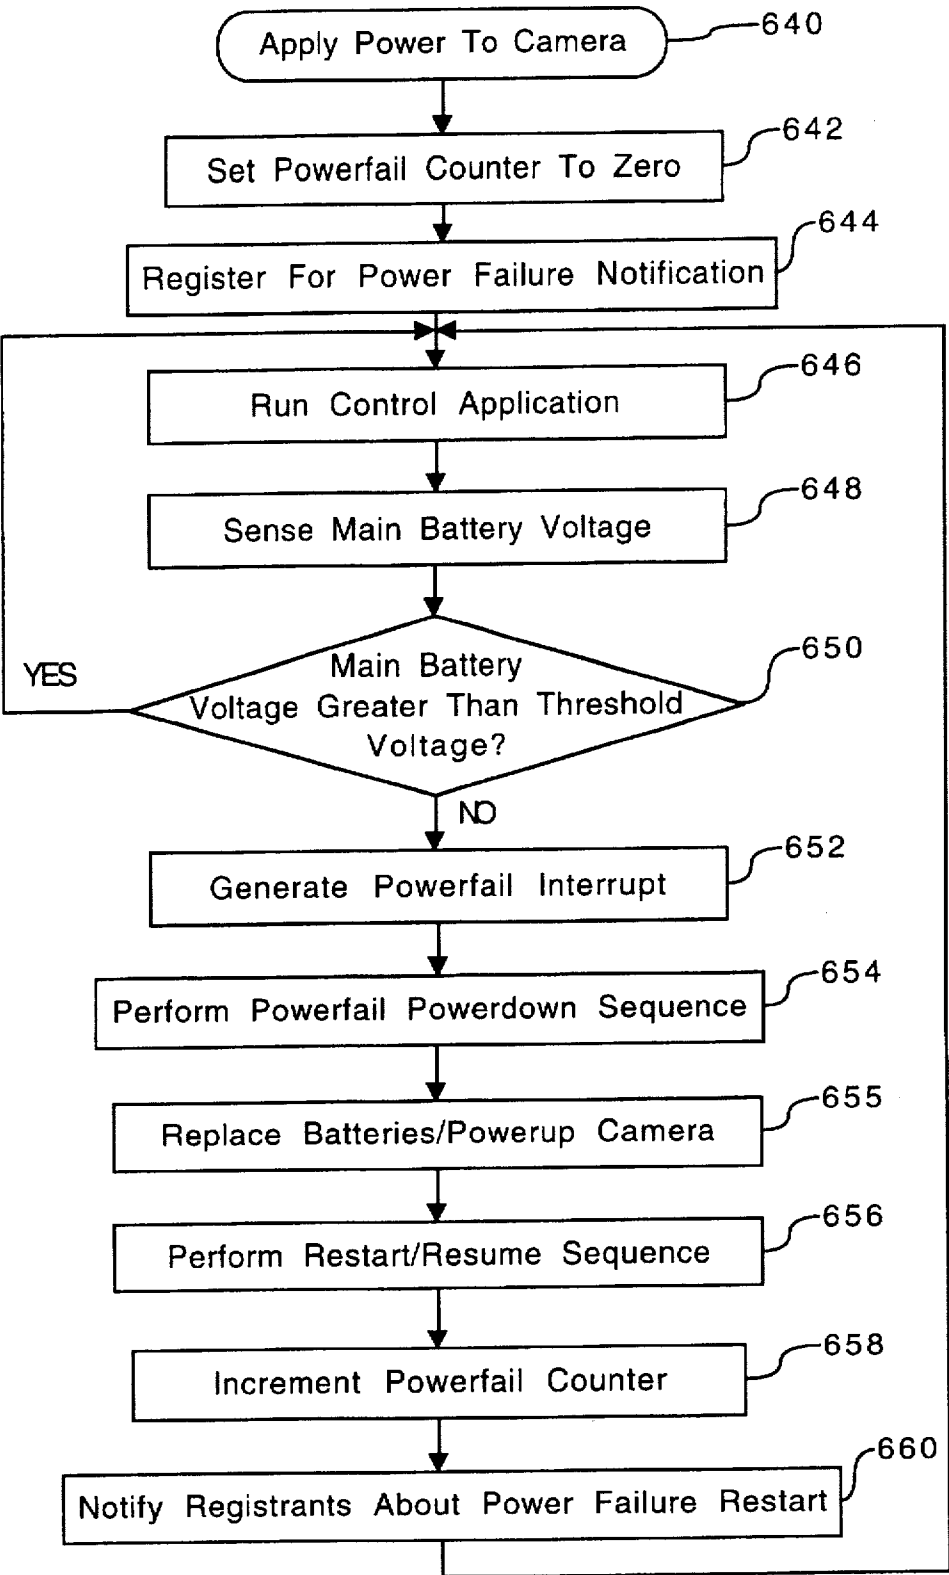 Apply Power To Camera
640
Set Powerfail Counter To Zero
642
Register For Power Failure Notification
644
Run Control Application
646
Sense Main Battery Voltage
648
Main Battery
Voltage Greater Than Threshold
Voltage?
650
YES
NO
Generate Powerfail Interrupt
652
Perform Powerfail Powerdown Sequence
654
Replace Batteries/Powerup Camera
655
Perform Restart/Resume Sequence
656
Increment Powerfail Counter
658
Notify Registrants About Power Failure Restart
660